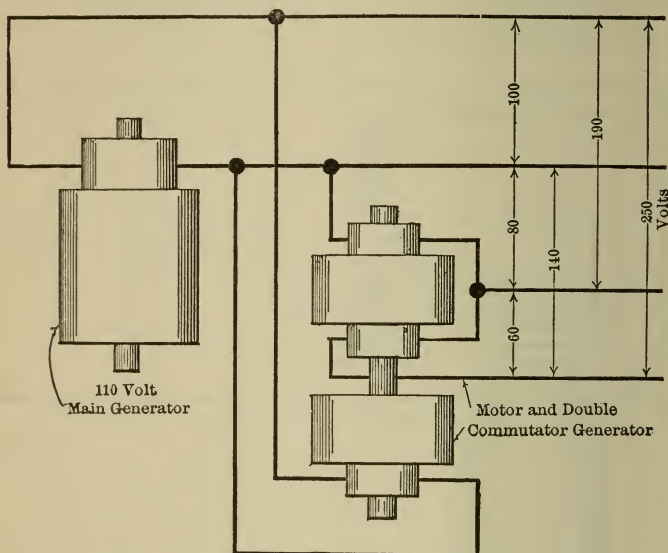 100
190
250
Volts
80
140
60
110 Volt
Main Generator
Motor and Double
Commutator Generator